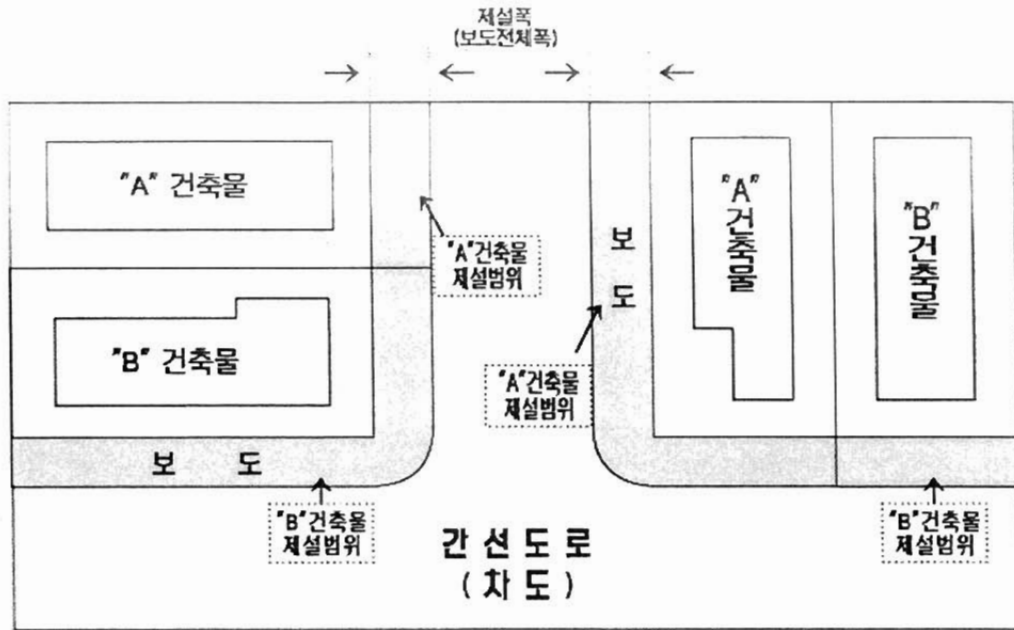 제설폭
(보도전체폭)
"A" 건축물
"B" 건축물
"A"건축물
제설범위
"A"건축물
제설범위
보도
"A"건축물
"B"건축물
보 도
"B"건축물
제설범위
간선도로
(차도)
"B"건축물
제설범위